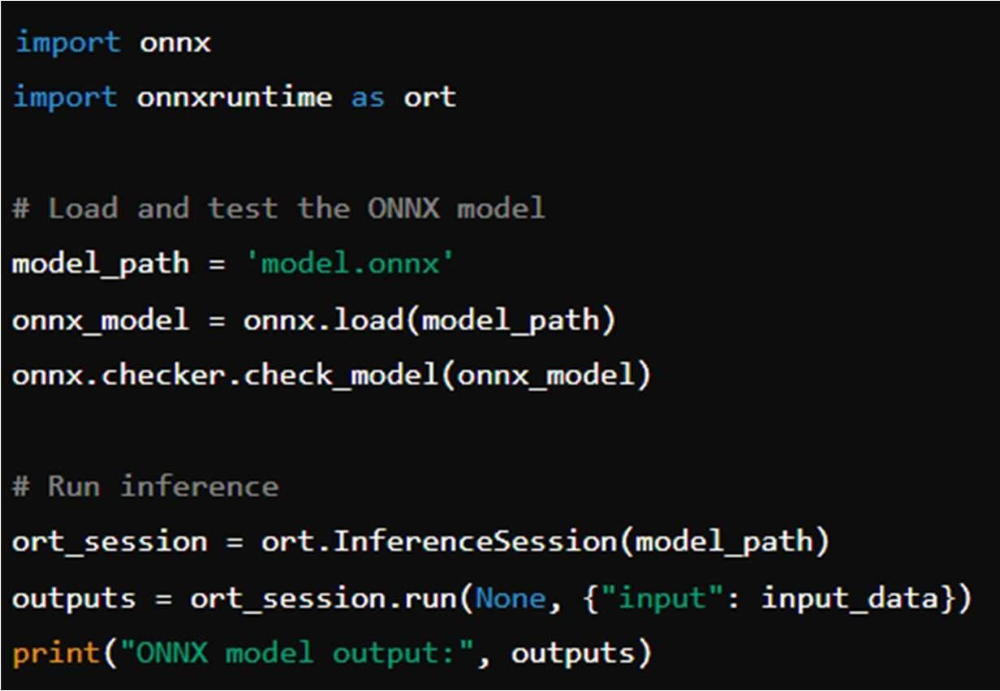 import onnx
import onnxruntime as ort
# Load and test the ONNX model
model_path = 'model.onnx'
onnx_model = onnx.load(model_path)
onnx.checker.check_model(onnx_model)
# Run inference
ort_session = ort.InferenceSession(model_path)
outputs = ort_session.run(None, {"input": input_data})
print("ONNX model output:", outputs)